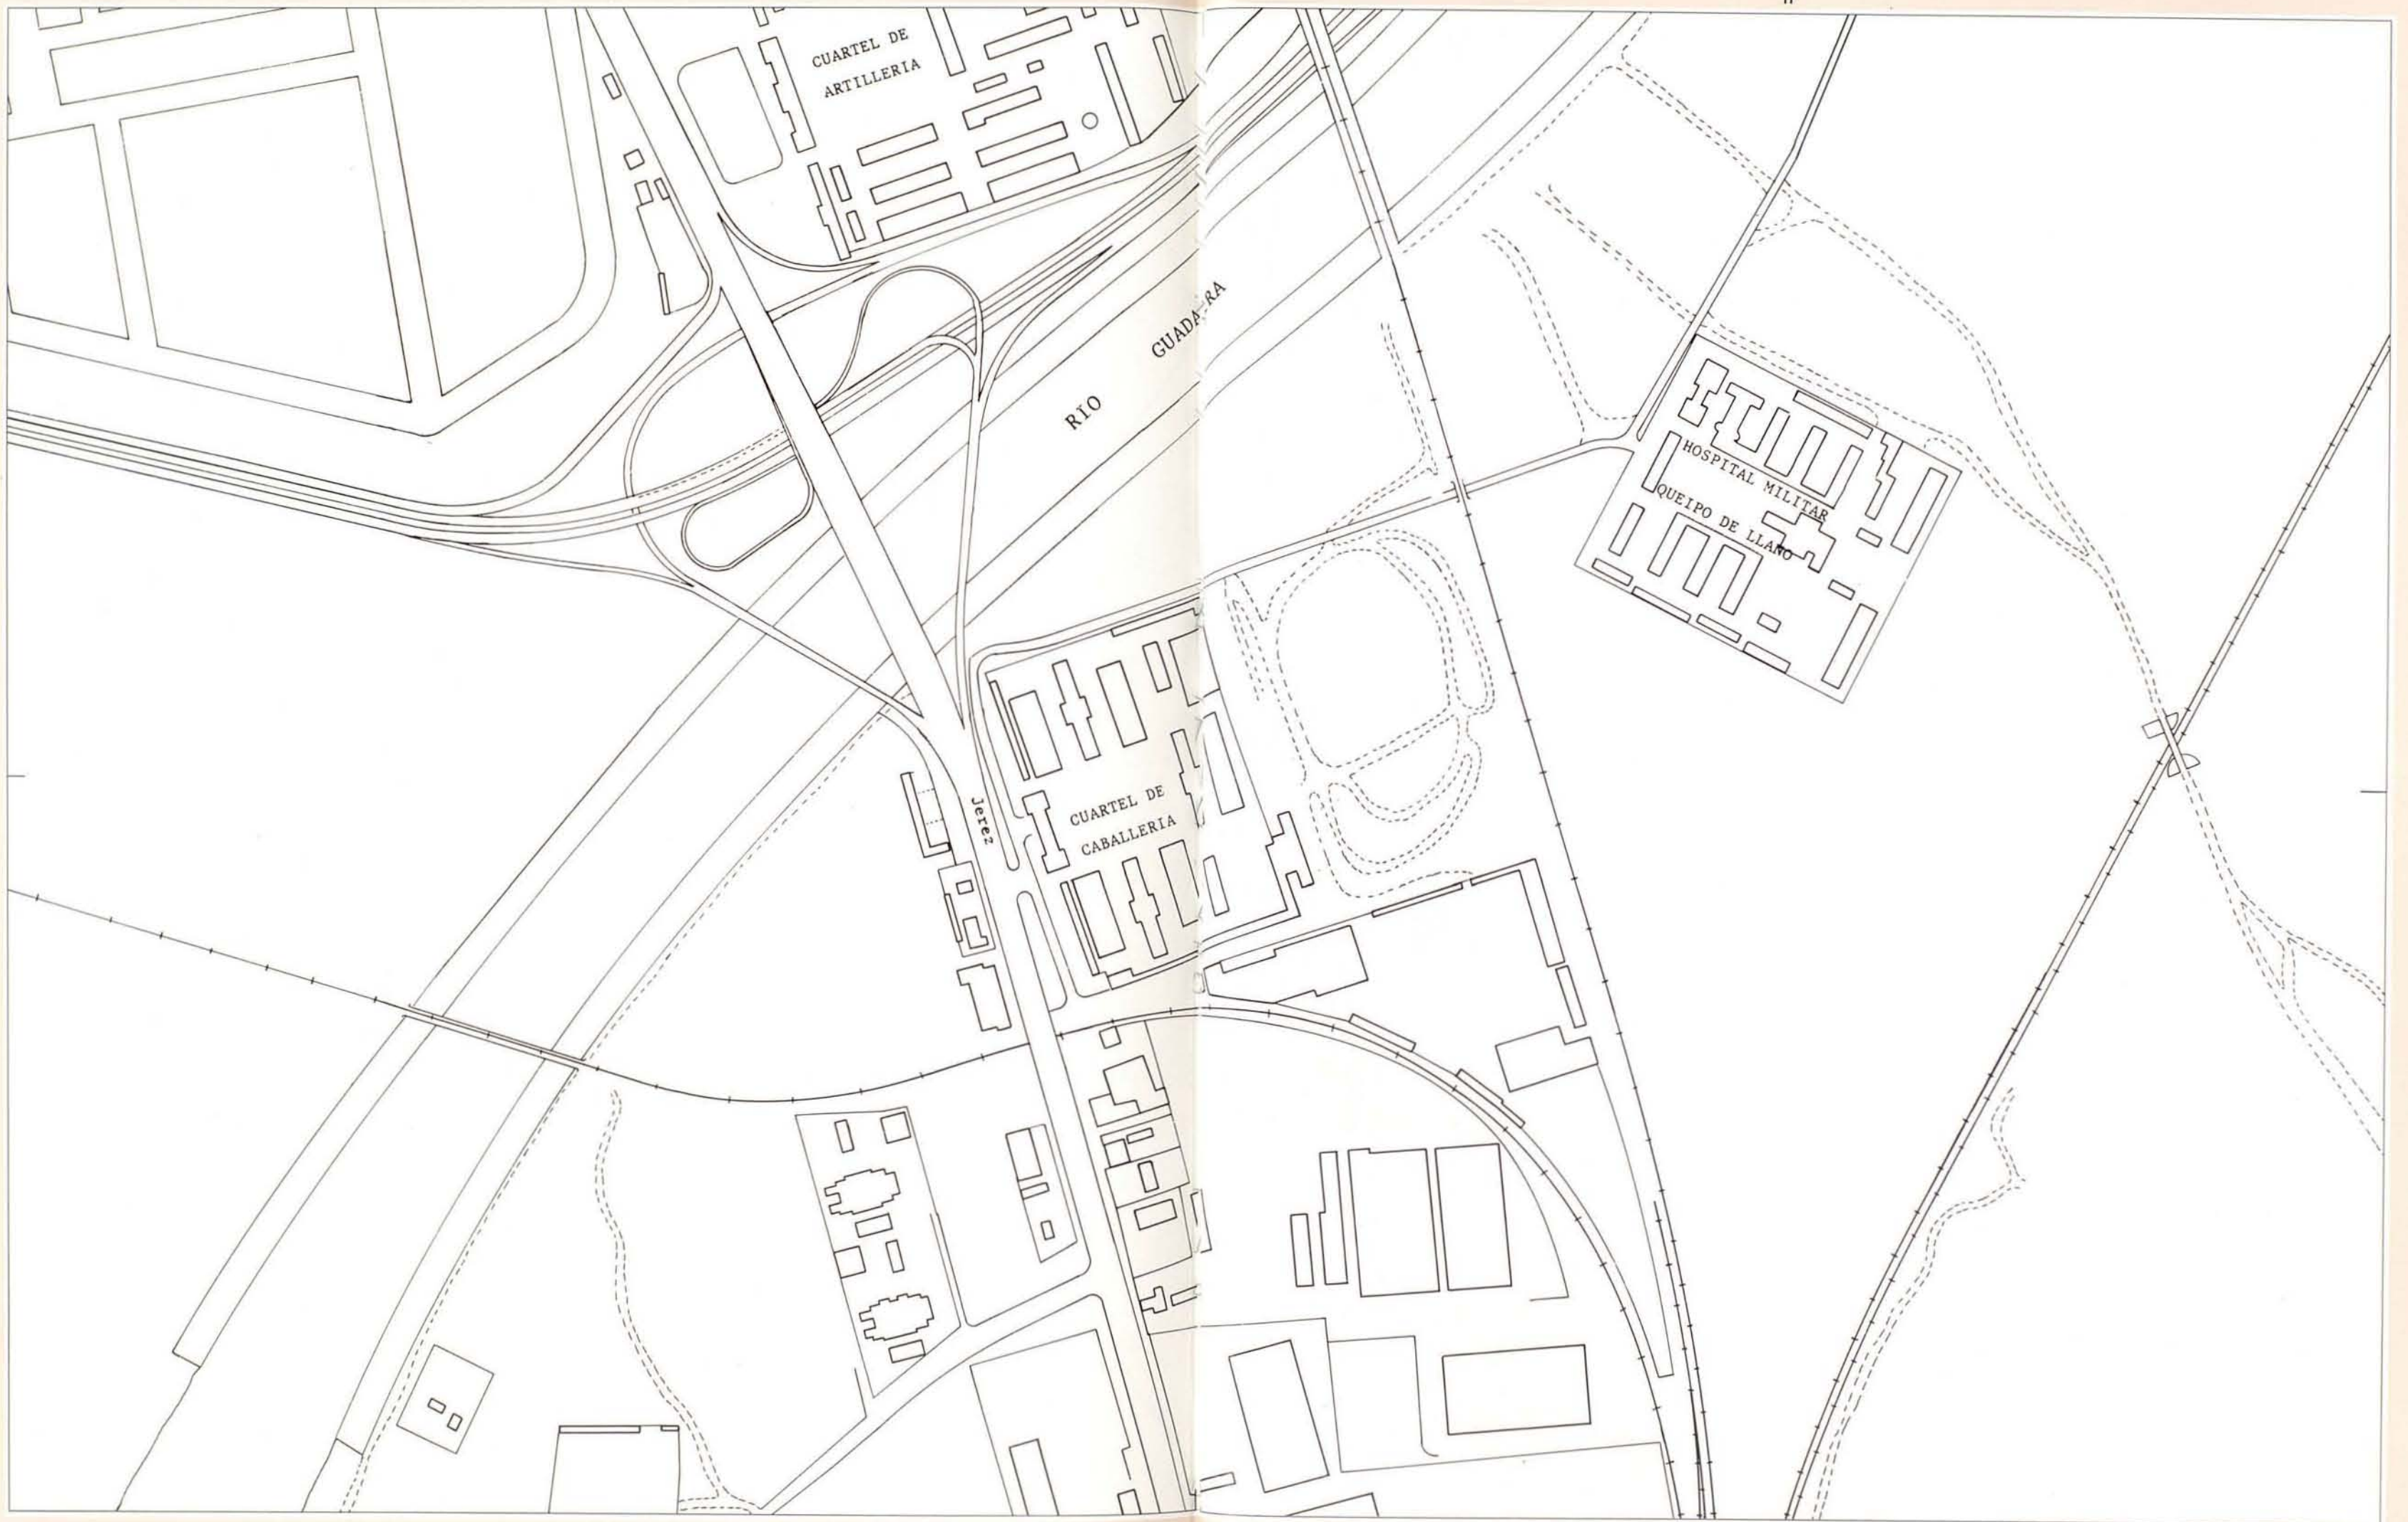 CUARTEL DE
ARTILLERIA
RIO GUADA RA
HOSPITAL MILITAR
QUEIPO DE LLANO
Jerez
CUARTEL DE
CABALLERIA